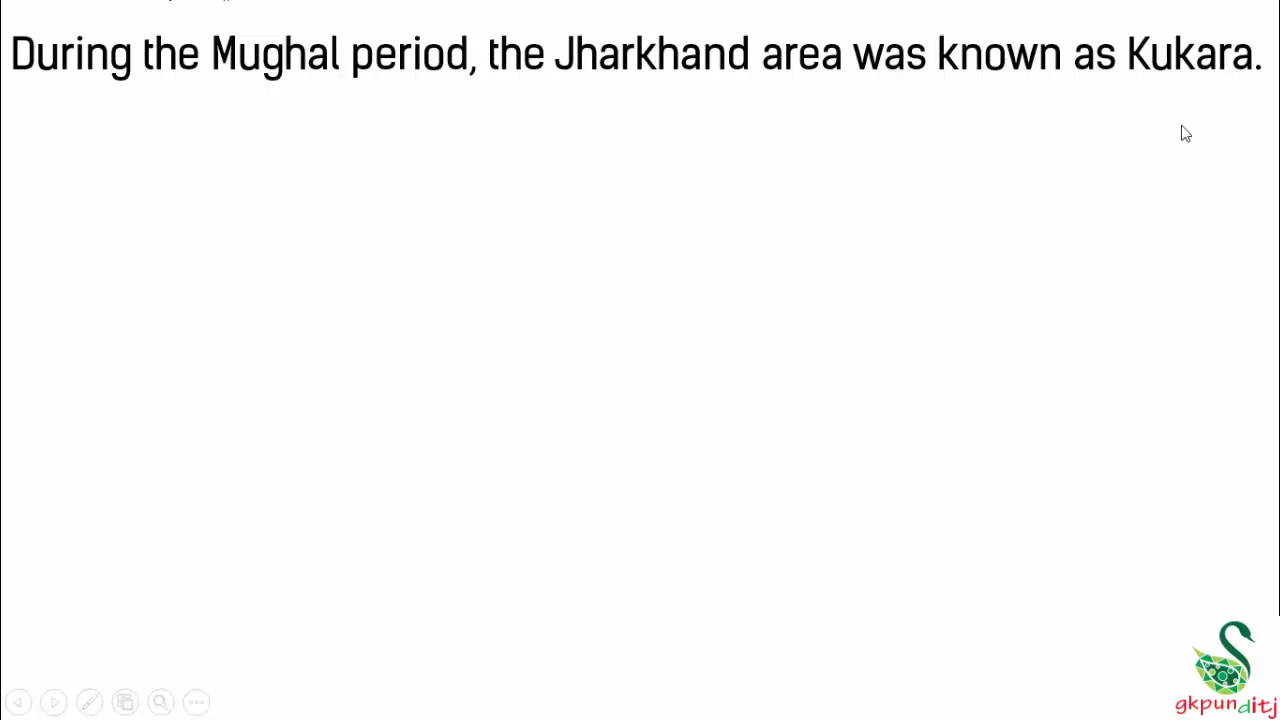 During the Mughal period, the Jharkhand area was known as Kukara.
gkpunditj